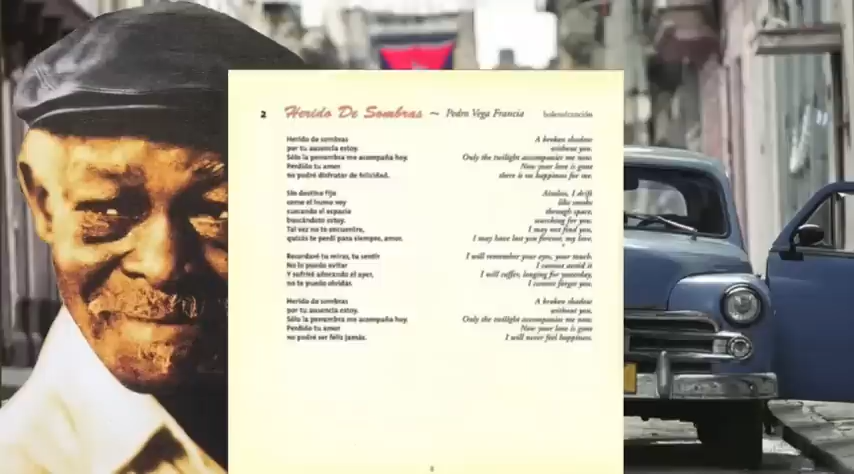 2 Herido De Sombras ~ Pedro Vega Francia bolero/canción
Herido de sombras
por tu ausencia estoy.
Sólo la penumbra me acompaña hoy.
Perdido tu amor
no podré disfrutar de felicidad.
Sin destino fijo
como el humo voy
surcando el espacio
buscándote estoy.
Tal vez no te encuentre,
quizás te perdí para siempre, amor.
Recordaré tu mirar, tu sentir
No lo puedo evitar
Y sufriré añorando el ayer,
no te puedo olvidar.
Herido de sombras
por tu ausencia estoy.
Sólo la penumbra me acompaña hoy.
Perdido tu amor
no podré ser feliz jamás.
A broken shadow
without you.
Only the twilight accompanies me now.
Now your love is gone
there is no happiness for me.
Aimless, I drift
like smoke
through space,
searching for you.
I may not find you,
I may have lost you forever, my love.
I will remember your eyes, your touch
I cannot avoid it
I will suffer, longing for yesterday,
I cannot forget you.
A broken shadow
without you.
Only the twilight accompanies me now.
Now your love is gone
I will never feel happiness.